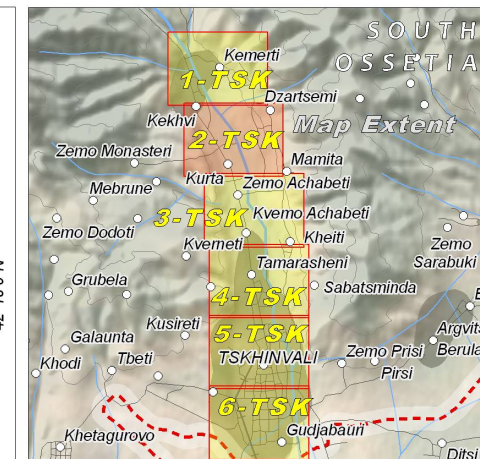 SOUTH
OSSETIA
Kemerti
1-TSK
Dzartsemi
Kekhvi
Map Extent
2-TSK
Zemo Monasteri
Mamita
Kurta
Zemo Achabeti
Mebrune
3-TSK
Kvemo Achabeti
Zemo Dodoti
Kverneti
Kheiti
Zemo
Sarabuki
Tamarasheni
Grubela
4-TSK
Sabatsminda
Kusireti
5-TSK
Argvits
Galaunta
TSKHINVALI
Zemo Prisi
Berula
Khodi
Tbeti
Pirsi
6-TSK
Khetagurovo
Gudjabauri
Ditsi